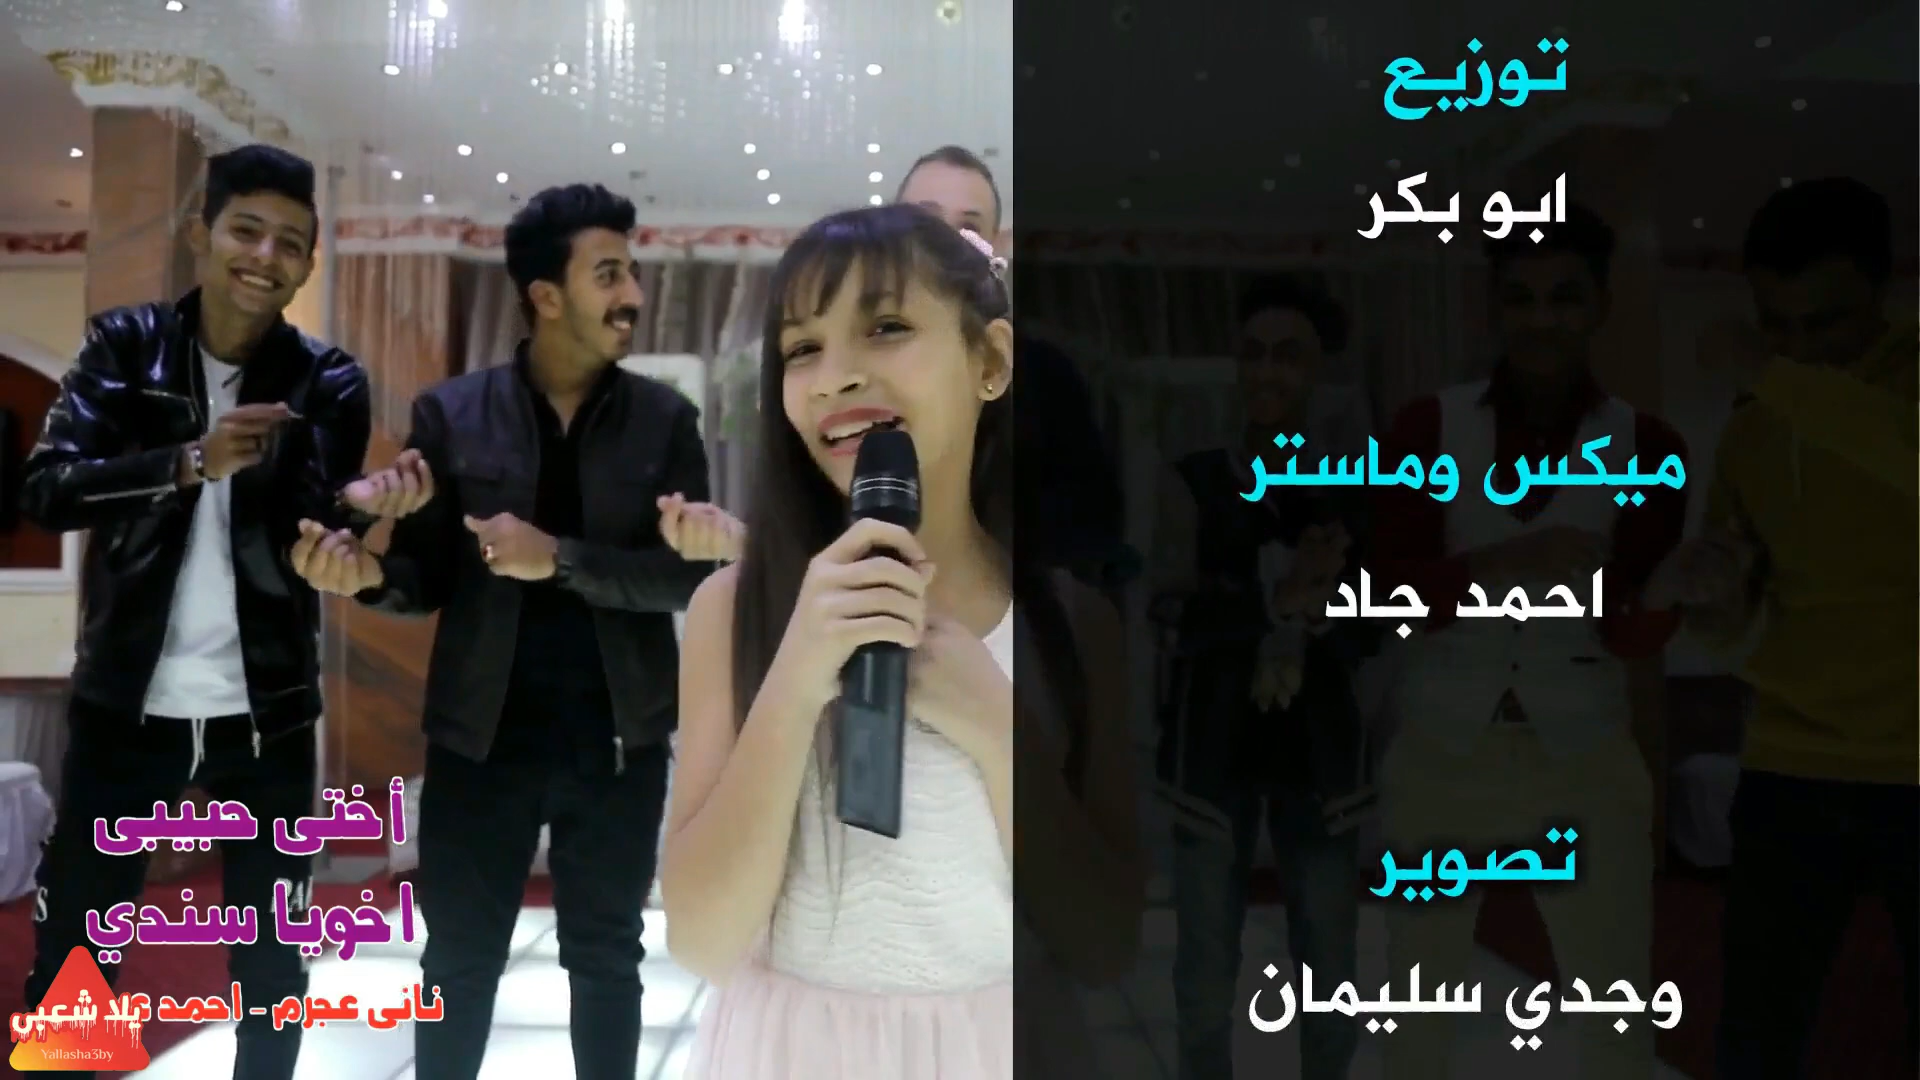 توزيع
ابو بكر
ميكس وماستر
احمد جاد
تصوير
وجدي سليمان
أختى حبيبى
اخويا سندي
نانى عجرم - احمد
يلا شعبي
Yallasha3by